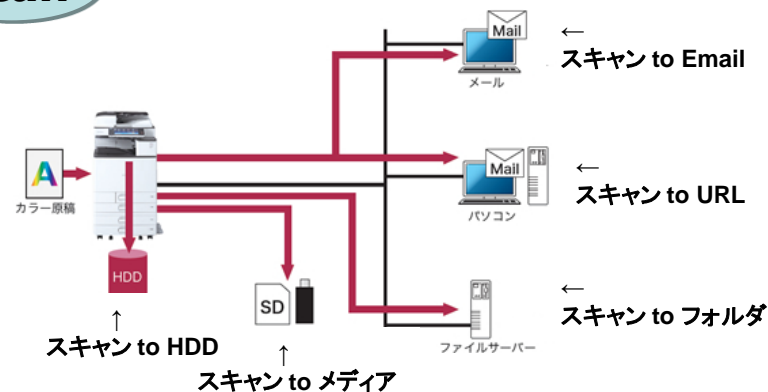 Mail
←
スキャン to Email
メール
A
カラー原稿
Mail
←
スキャン to URL
パソコン
HDD
SD
←
スキャン to フォルダ
ファイルサーバー
↑
スキャン to HDD
↑
スキャン to メディア